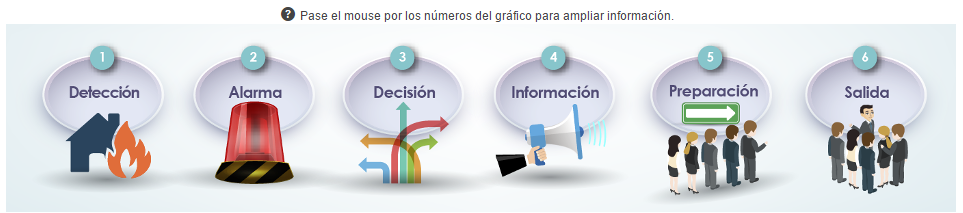 ? Pase el mouse por los números del gráfico para ampliar información.
1 2 3 4 5 6
Detección Alarma Decisión Información Preparación Salida